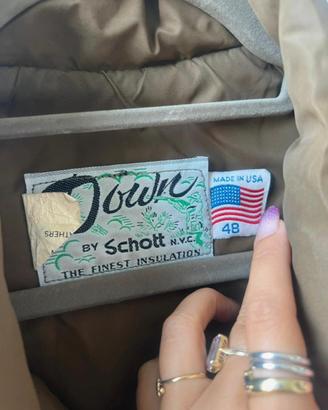 Down
BY Schott N.Y.C.
THE FINEST INSULATION
MADE IN USA
48
THERS